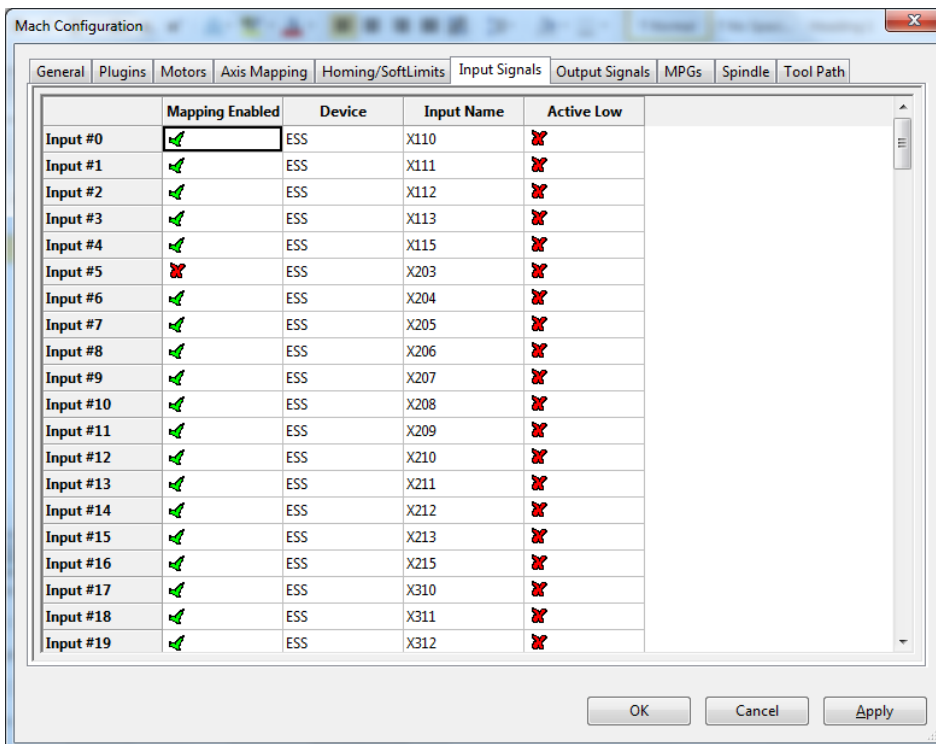 Mach Configuration
General Plugins Motors Axis Mapping Homing/SoftLimits Input Signals Output Signals MPGs Spindle Tool Path
Mapping Enabled Device Input Name Active Low
Input #0 ESS X110
Input #1 ESS X111
Input #2 ESS X112
Input #3 ESS X113
Input #4 ESS X115
Input #5 ESS X203
Input #6 ESS X204
Input #7 ESS X205
Input #8 ESS X206
Input #9 ESS X207
Input #10 ESS X208
Input #11 ESS X209
Input #12 ESS X210
Input #13 ESS X211
Input #14 ESS X212
Input #15 ESS X213
Input #16 ESS X215
Input #17 ESS X310
Input #18 ESS X311
Input #19 ESS X312
OK Cancel Apply